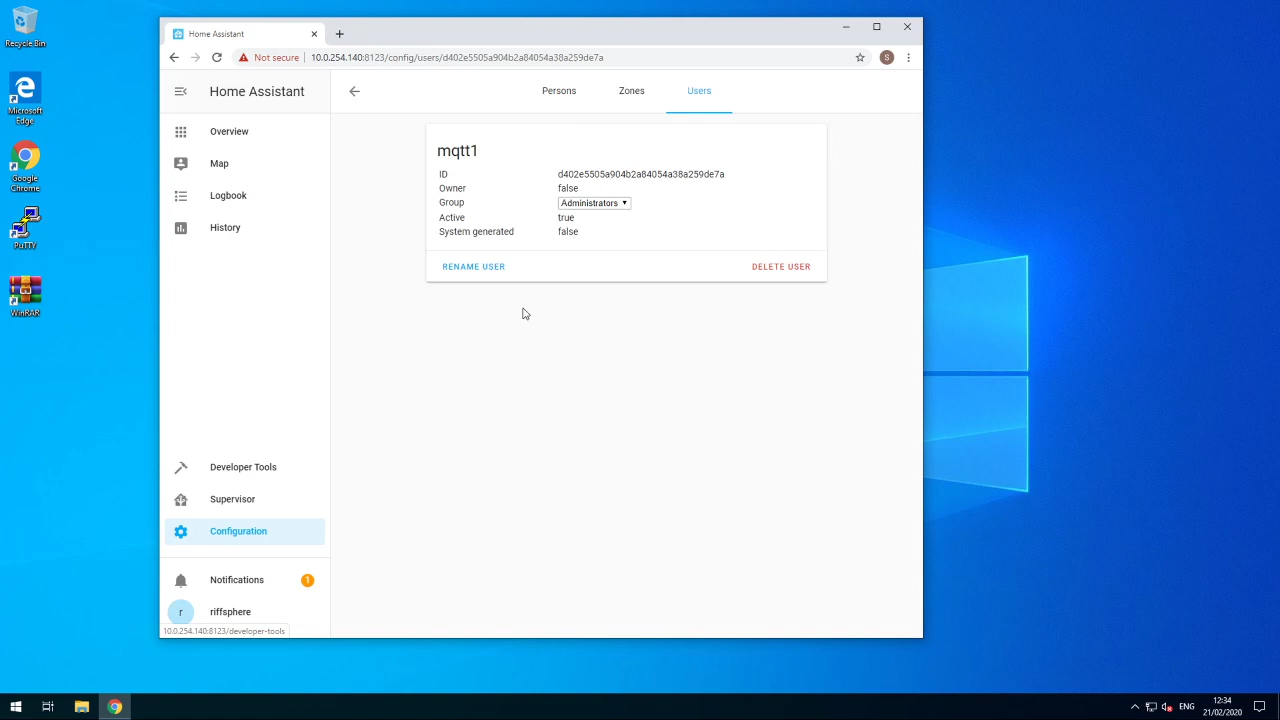 Recycle Bin
Microsoft
Edge
Google
Chrome
PuTTY
WinRAR
Home Assistant
Not secure
10.0.254.140:8123/config/users/d402e5505a904b2a84054a38a259de7a
S
Home Assistant
Persons
Zones
Users
Overview
Map
Logbook
History
Developer Tools
Supervisor
Configuration
Notifications
1
r
riffsphere
10.0.254.140:8123/developer-tools
mqtt1
ID d402e5505a904b2a84054a38a259de7a
Owner false
Group Administrators
Active true
System generated false
RENAME USER
DELETE USER
ENG
12:34
21/02/2020